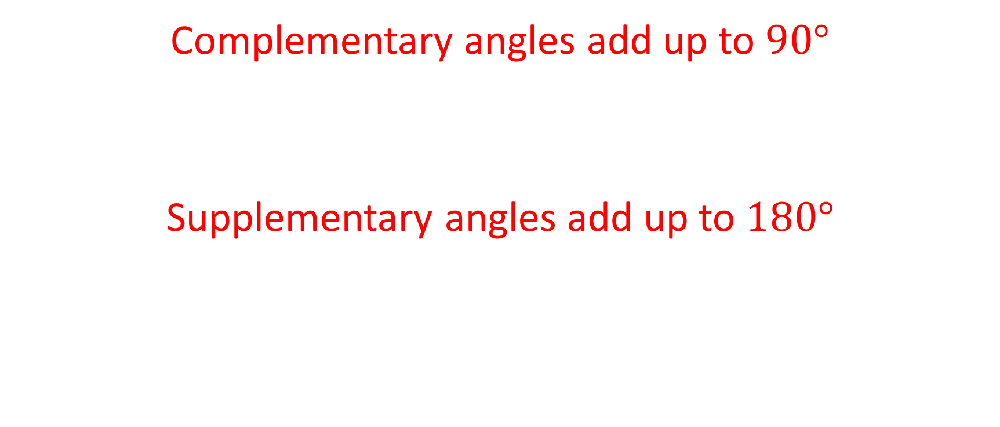 Complementary angles add up to 90°
Supplementary angles add up to 180°